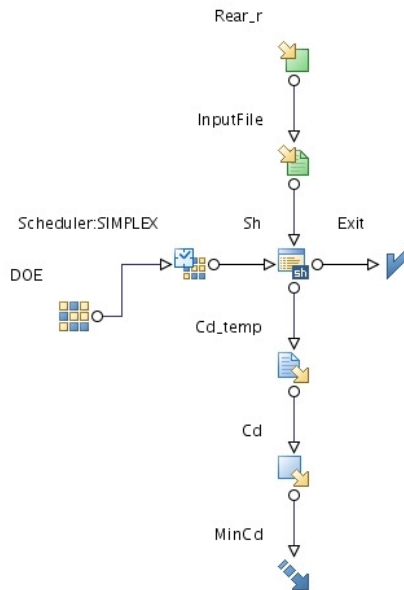 Rear_r
InputFile
Scheduler:SIMPLEX
Sh
Exit
DOE
sh
Cd_temp
Cd
MinCd